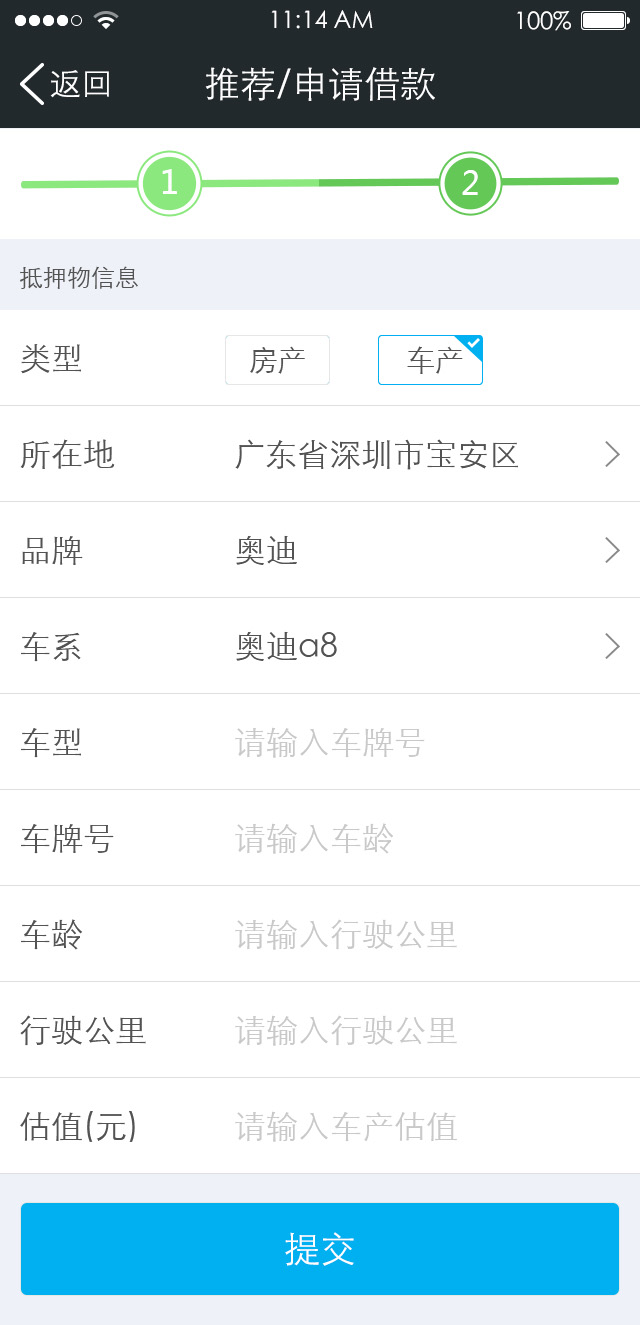 11:14 AM 100%
返回 推荐/申请借款
1 2
抵押物信息
类型 房产 车产
所在地 广东省深圳市宝安区
品牌 奥迪
车系 奥迪a8
车型 请输入车牌号
车牌号 请输入车龄
车龄 请输入行驶公里
行驶公里 请输入行驶公里
估值(元) 请输入车产估值
提交